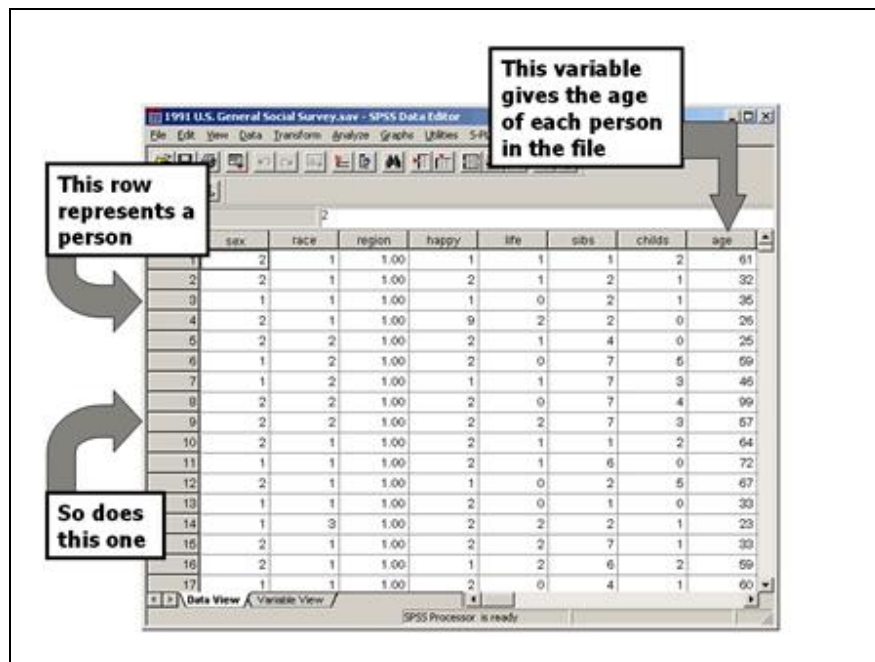 This variable
gives the age
of each person
in the file
1991 U.S. General Social Survey.sav - SPSS Data Editor
File Edit View Data Transform Analyze Graphs Utilities
This row
represents a
person
2
sex race region happy life sibs childs age
1 2 1 1.00 1 1 1 2 61
2 2 1 1.00 2 1 2 1 32
3 1 1 1.00 1 0 2 1 35
4 2 1 1.00 9 2 2 0 26
5 2 2 1.00 2 1 4 0 25
6 1 2 1.00 2 0 7 5 59
7 1 2 1.00 1 1 7 3 46
8 2 2 1.00 2 0 7 4 99
9 2 2 1.00 2 2 7 3 57
10 2 1 1.00 2 1 1 2 64
11 1 1 1.00 2 1 6 0 72
12 2 1 1.00 1 0 2 5 67
13 1 1 1.00 2 0 1 0 33
14 1 3 1.00 2 2 2 1 23
15 2 1 1.00 2 2 7 1 33
16 2 1 1.00 1 2 6 2 59
17 1 1 1.00 2 0 4 1 60
So does
this one
Data View Variable View
SPSS Processor is ready